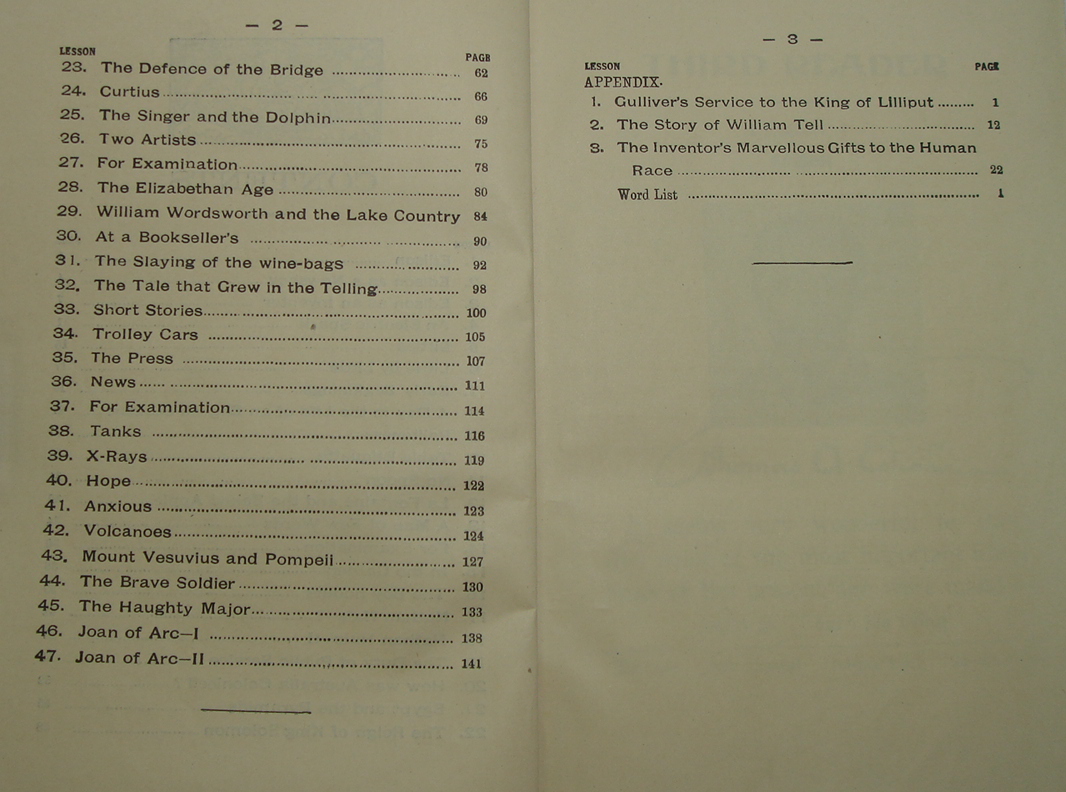 — 2 —
LESSON PAGE
23. The Defence of the Bridge 62
24. Curtius 66
25. The Singer and the Dolphin 69
26. Two Artists 75
27. For Examination 78
28. The Elizabethan Age 80
29. William Wordsworth and the Lake Country 84
30. At a Bookseller's 90
31. The Slaying of the wine-bags 92
32. The Tale that Grew in the Telling 98
33. Short Stories 100
34. Trolley Cars 105
35. The Press 107
36. News 111
37. For Examination 114
38. Tanks 116
39. X-Rays 119
40. Hope 122
41. Anxious 123
42. Volcanoes 124
43. Mount Vesuvius and Pompeii 127
44. The Brave Soldier 130
45. The Haughty Major 133
46. Joan of Arc—I 138
47. Joan of Arc—II 141
— 3 —
LESSON PAGE
APPENDIX.
1. Gulliver's Service to the King of Lilliput 1
2. The Story of William Tell 12
3. The Inventor's Marvellous Gifts to the Human
Race 22
Word List 1